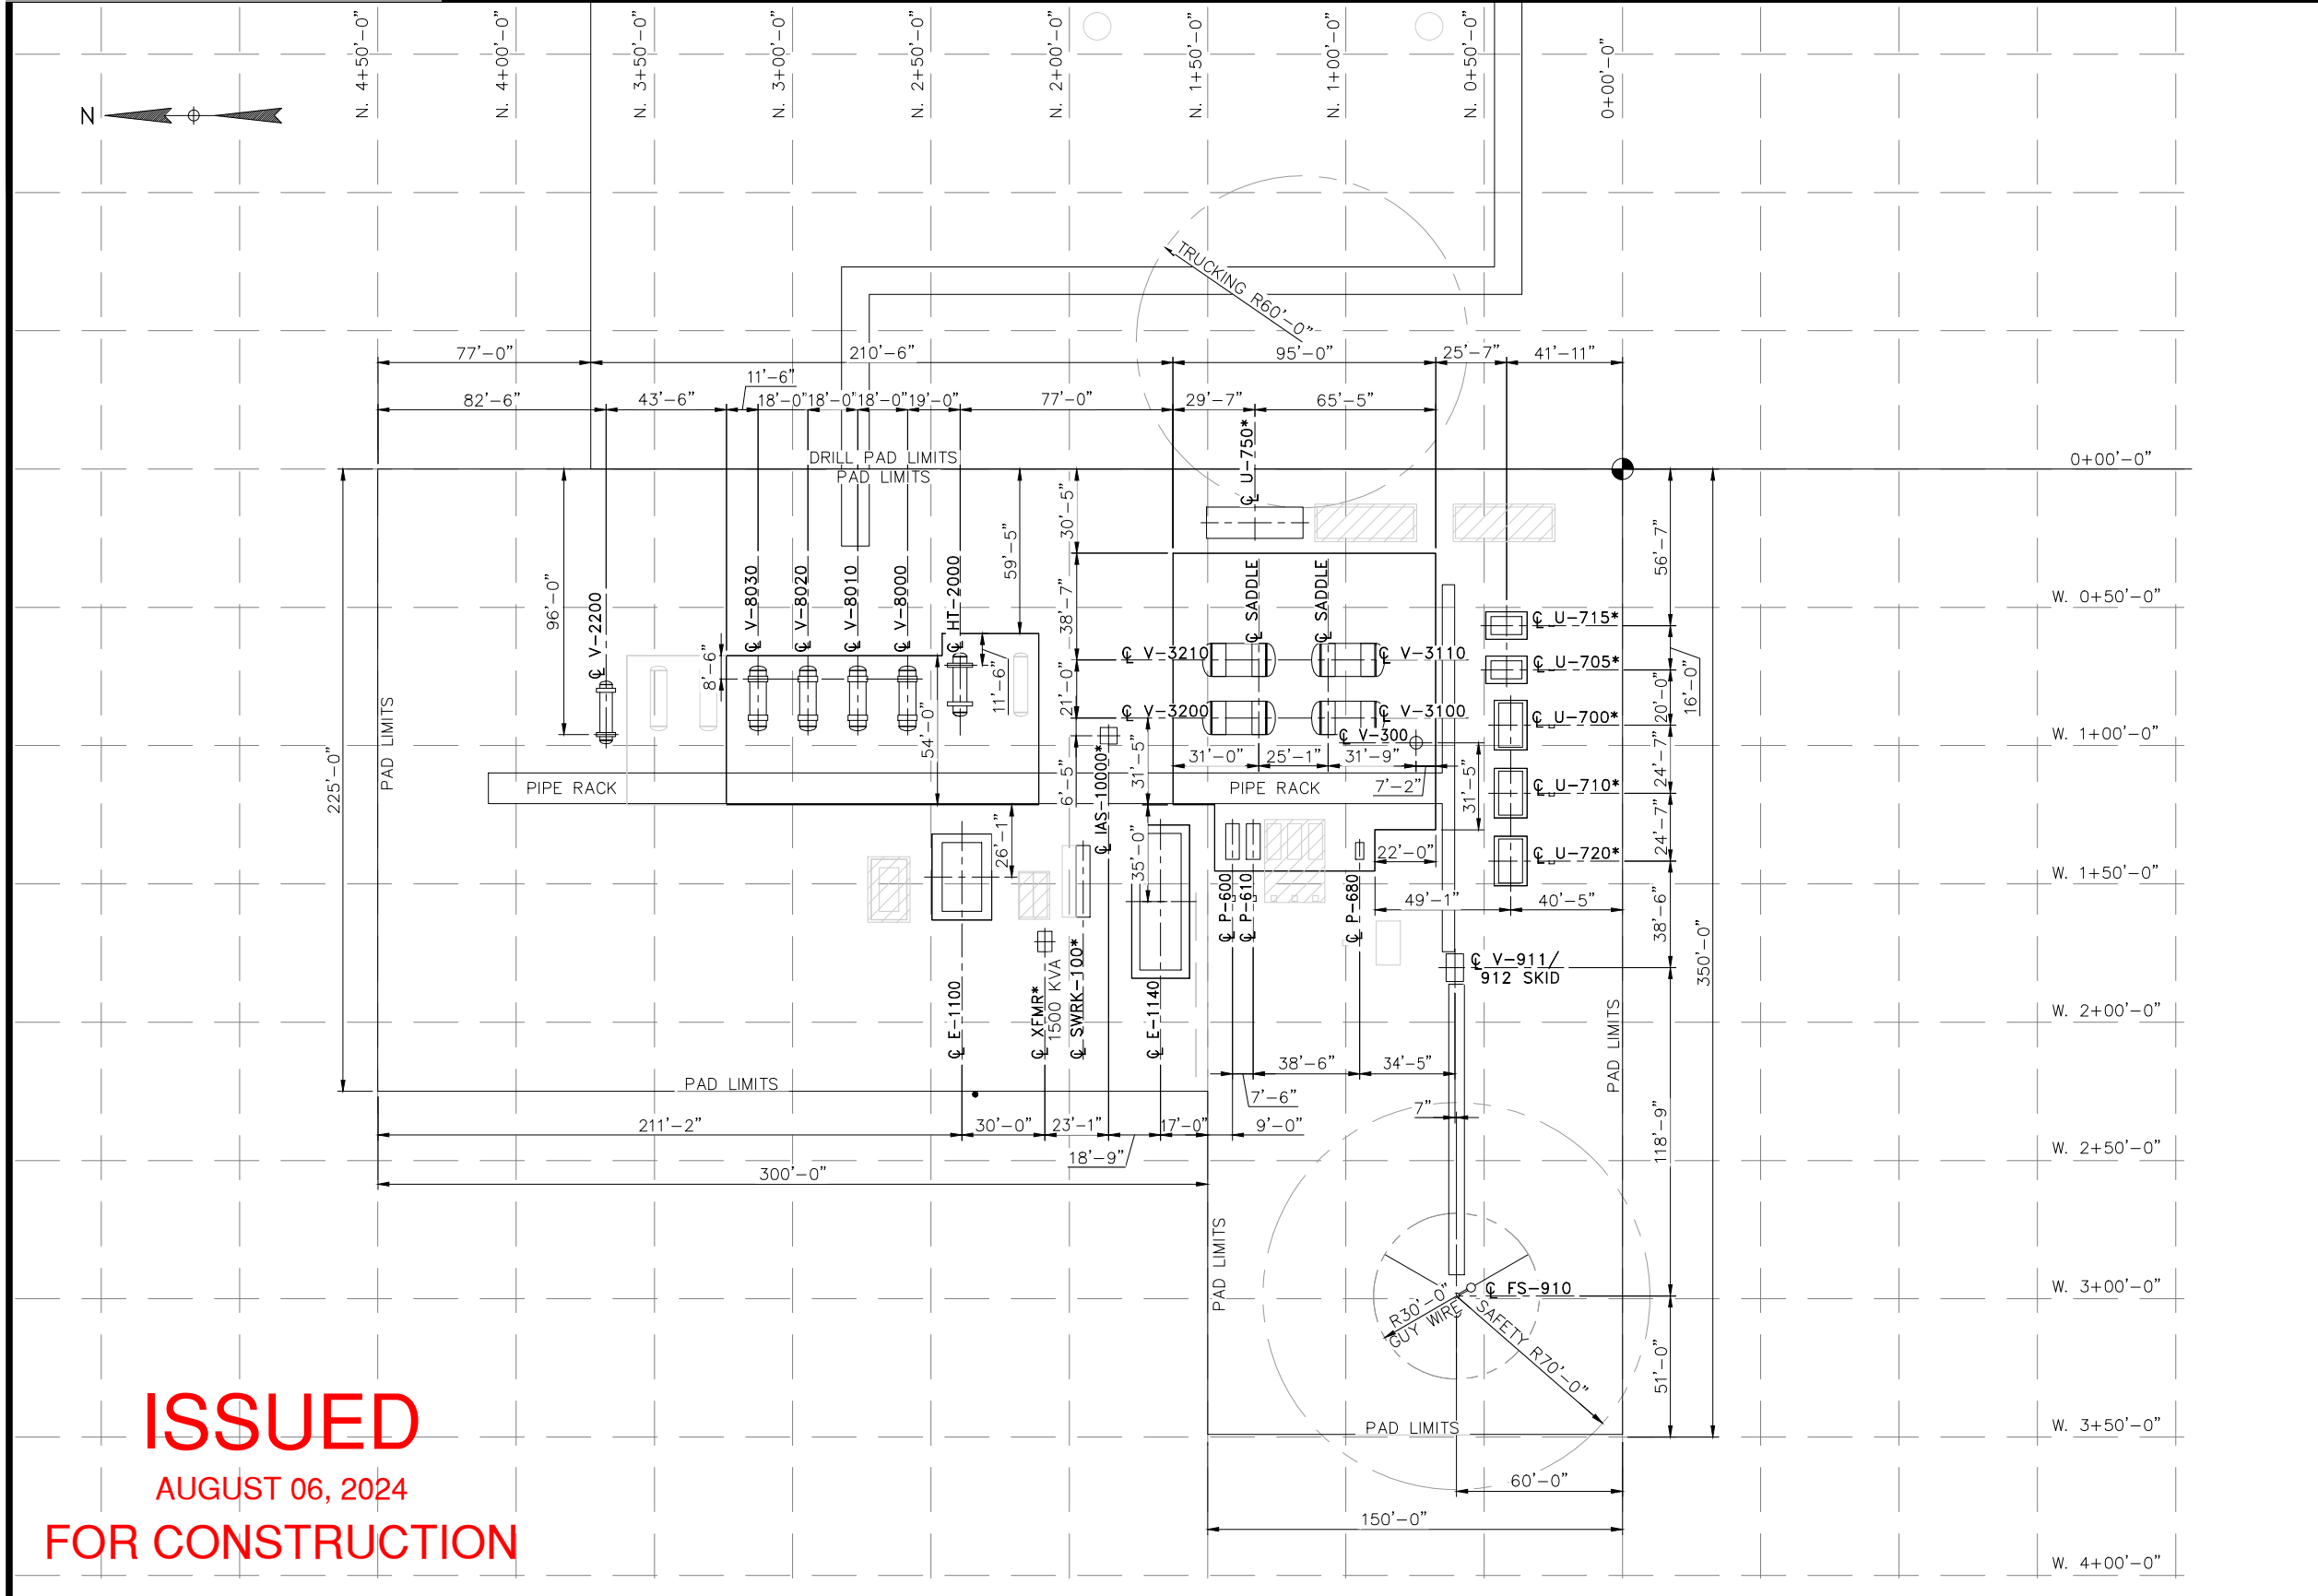 N. 4+50'-0"
N. 4+00'-0"
N. 3+50'-0"
N. 3+00'-0"
N. 2+50'-0"
N. 2+00'-0"
N. 1+50'-0"
N. 1+00'-0"
N. 0+50'-0"
0+00'-0"
N
TRUCKING R60'-0"
77'-0"
210'-6"
95'-0"
25'-7"
41'-11"
11'-6"
82'-6"
43'-6"
18'-0"
18'-0"
18'-0"
19'-0"
77'-0"
29'-7"
65'-5"
DRILL PAD LIMITS
PAD LIMITS
0+00'-0"
℄ U-750*
30'-5"
59'-5"
56'-7"
96'-0"
℄ V-2200
℄ V-8030
℄ V-8020
℄ V-8010
℄ V-8000
℄ HT-2000
38'-7"
℄ SADDLE
℄ SADDLE
W. 0+50'-0"
℄ U-715*
℄ V-3210
℄ V-3110
℄ U-705*
8'-6"
11'-6"
21'-0"
16'-0"
20'-0"
℄ V-3200
℄ V-3100
℄ U-700*
54'-0"
℄ V-300
W. 1+00'-0"
PAD LIMITS
225'-0"
31'-0"
25'-1"
31'-9"
31'-5"
6'-5"
7'-2"
31'-5"
24'-7"
PIPE RACK
PIPE RACK
℄ U-710*
℄ IAS-10000*
26'-1"
35'-0"
22'-0"
24'-7"
℄ U-720*
W. 1+50'-0"
49'-1"
40'-5"
38'-6"
℄ P-600
℄ P-610
℄ P-680
350'-0"
℄ V-911/
912 SKID
℄ E-1100
℄ XFMR*
1500 KVA
℄ SWRK-100*
℄ E-1140
W. 2+00'-0"
PAD LIMITS
38'-6"
34'-5"
7'-6"
PAD LIMITS
7"
118'-9"
211'-2"
30'-0"
23'-1"
17'-0"
9'-0"
18'-9"
W. 2+50'-0"
300'-0"
PAD LIMITS
℄ FS-910
W. 3+00'-0"
R30'-0"
GUY WIRE
SAFETY R70'-0"
51'-0"
PAD LIMITS
W. 3+50'-0"
60'-0"
150'-0"
W. 4+00'-0"
ISSUED
AUGUST 06, 2024
FOR CONSTRUCTION